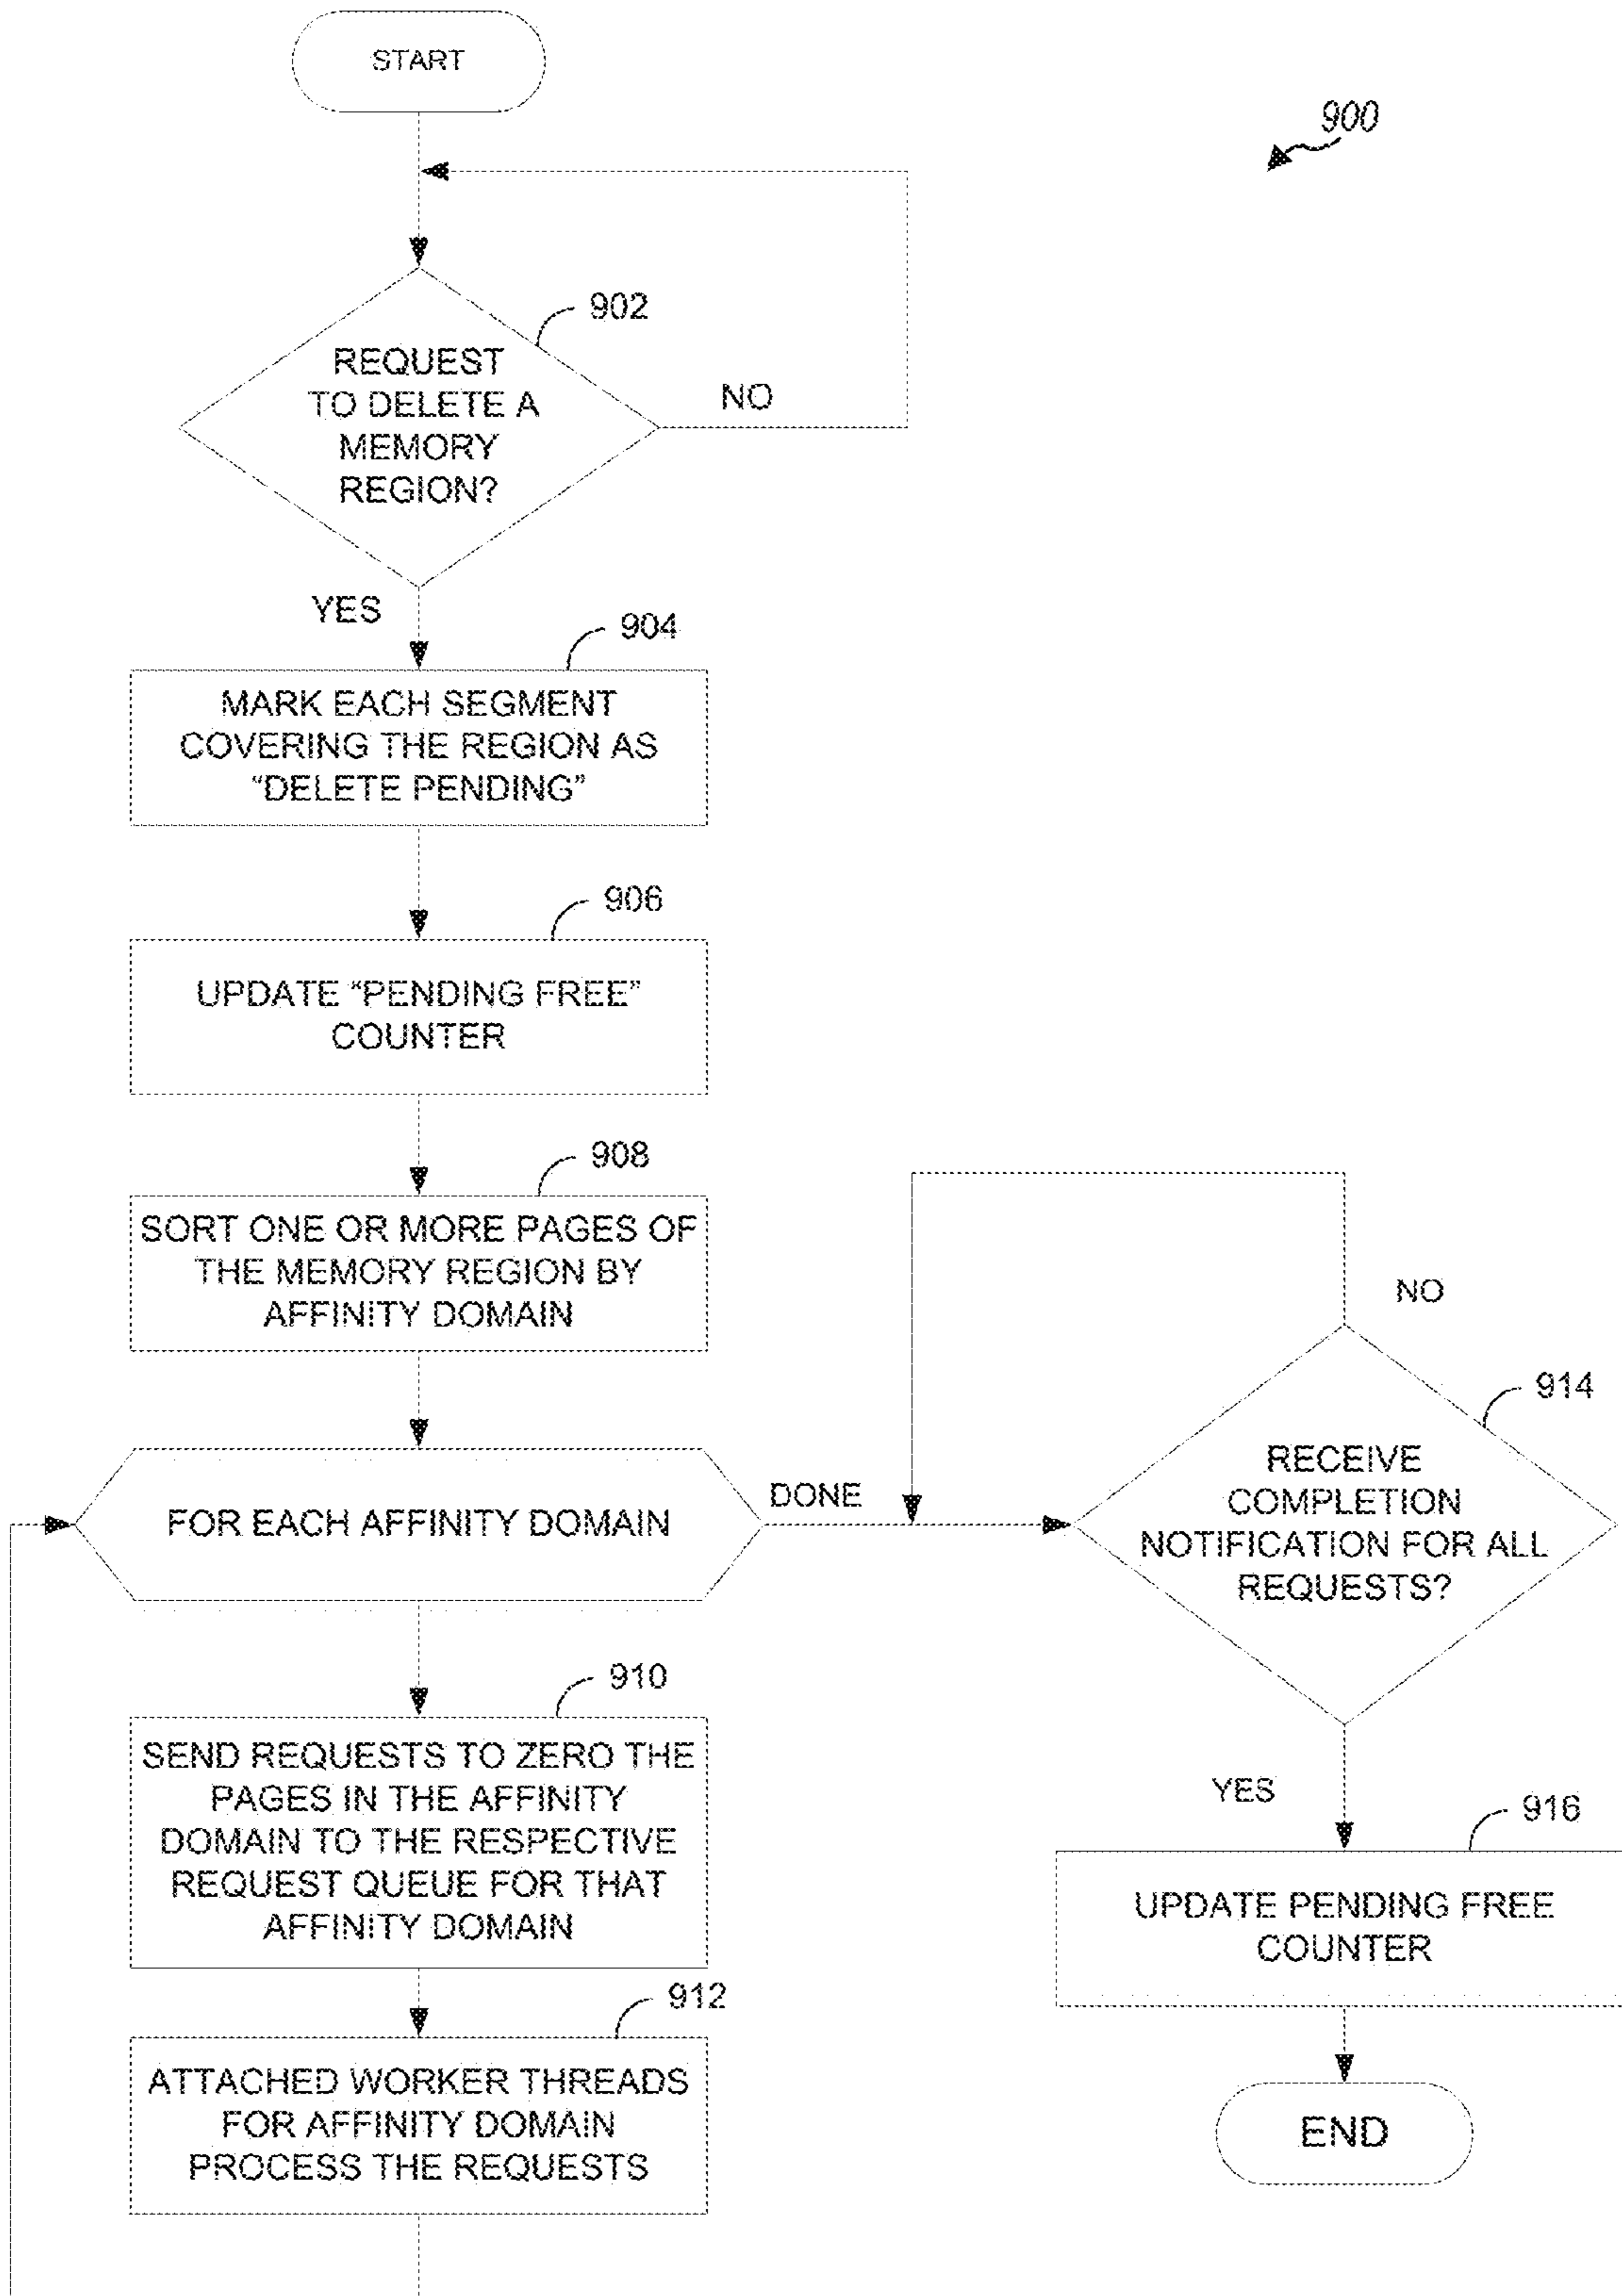 START
900
902
REQUEST
TO DELETE A
MEMORY
REGION?
NO
YES
904
MARK EACH SEGMENT
COVERING THE REGION AS
“DELETE PENDING”
906
UPDATE “PENDING FREE”
COUNTER
908
SORT ONE OR MORE PAGES OF
THE MEMORY REGION BY
AFFINITY DOMAIN
FOR EACH AFFINITY DOMAIN
DONE
910
SEND REQUESTS TO ZERO THE
PAGES IN THE AFFINITY
DOMAIN TO THE RESPECTIVE
REQUEST QUEUE FOR THAT
AFFINITY DOMAIN
912
ATTACHED WORKER THREADS
FOR AFFINITY DOMAIN
PROCESS THE REQUESTS
NO
914
RECEIVE
COMPLETION
NOTIFICATION FOR ALL
REQUESTS?
YES
916
UPDATE PENDING FREE
COUNTER
END